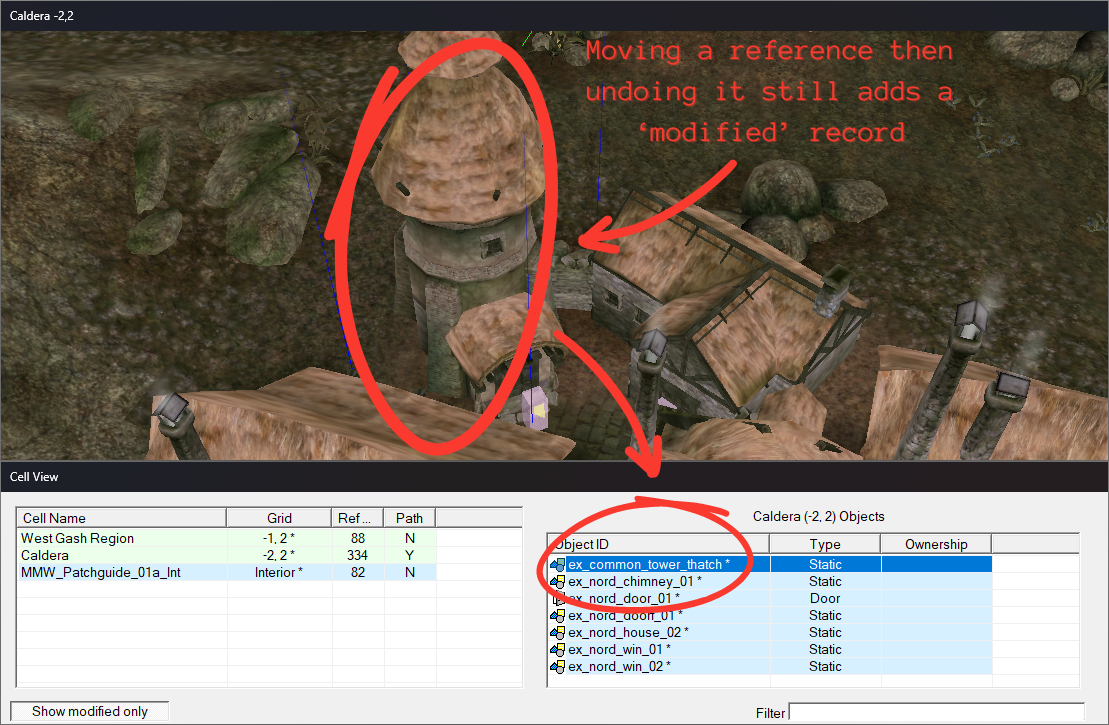 Caldera -2,2
Moving a reference then
undoing it still adds a
‘modified’ record
Cell View
Cell Name Grid Ref ... Path
West Gash Region -1, 2 * 88 N
Caldera -2, 2 * 334 Y
MMW_Patchguide_01a_Int Interior * 82 N
Show modified only
Caldera (-2, 2) Objects
Object ID Type Ownership
ex_common_tower_thatch * Static
ex_nord_chimney_01 * Static
ex_nord_door_01 * Door
ex_nord_doorf_01 * Static
ex_nord_house_02 * Static
ex_nord_win_01 * Static
ex_nord_win_02 * Static
Filter